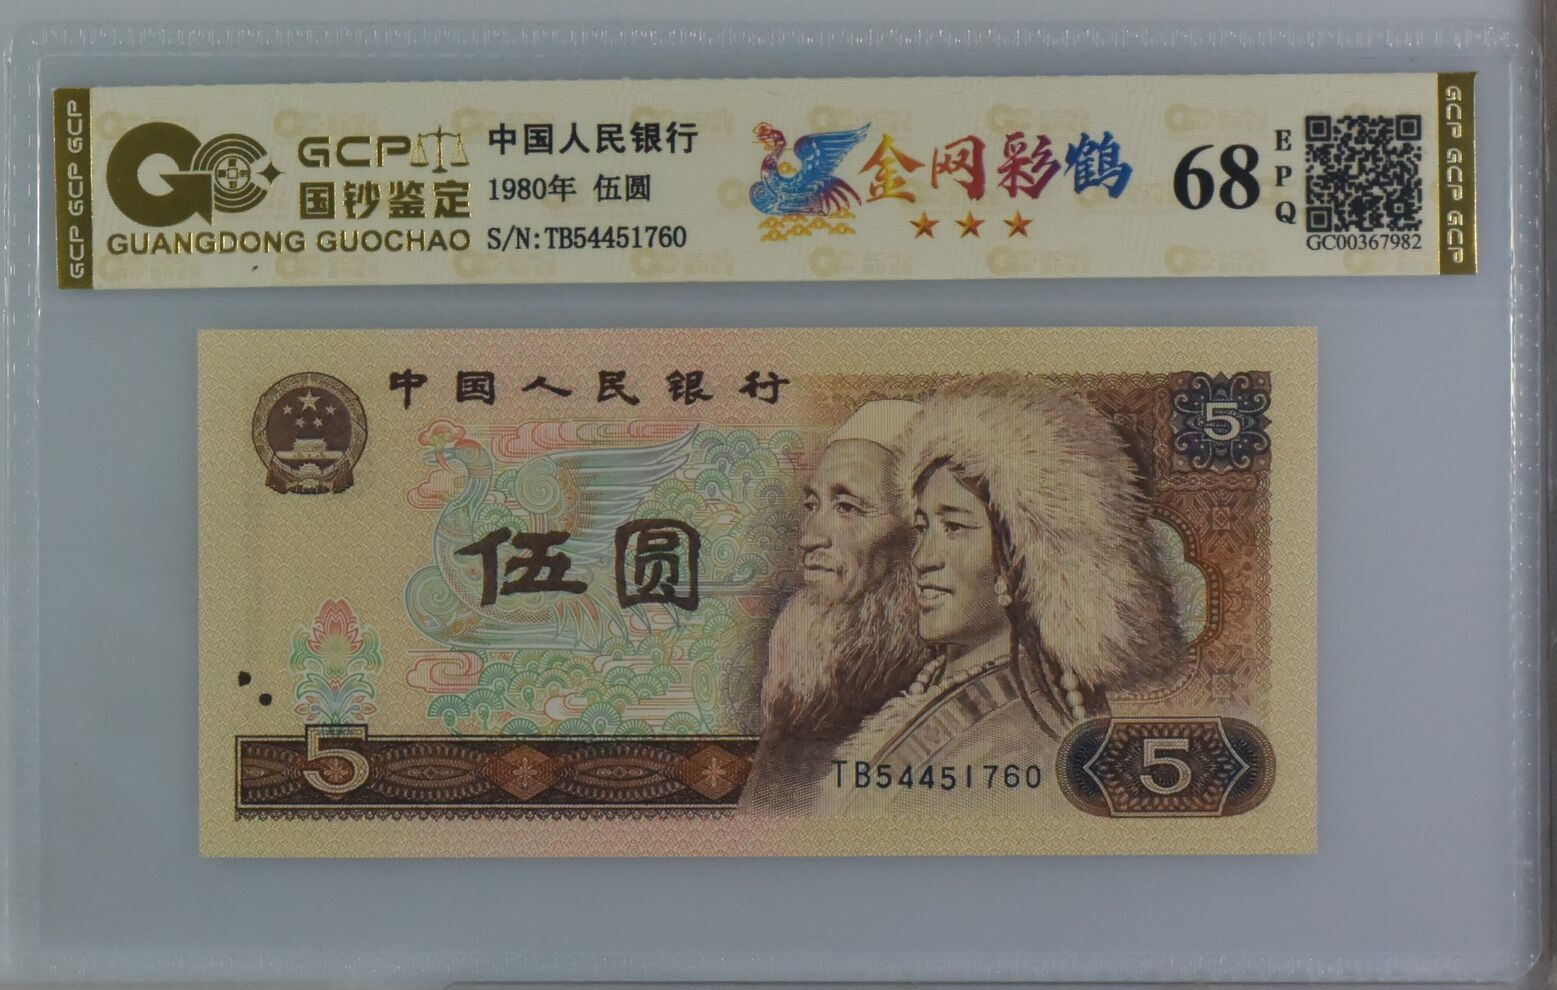 GCP GCP GCP
GCP
国钞鉴定
GUANGDONG GUOCHAO
中国人民银行
1980年 伍圆
S/N:TB54451760
金网彩鹤
68
EPQ
GC00367982
GCP GCP GCP
中国人民银行
5
伍圆
5
TB54451760
5